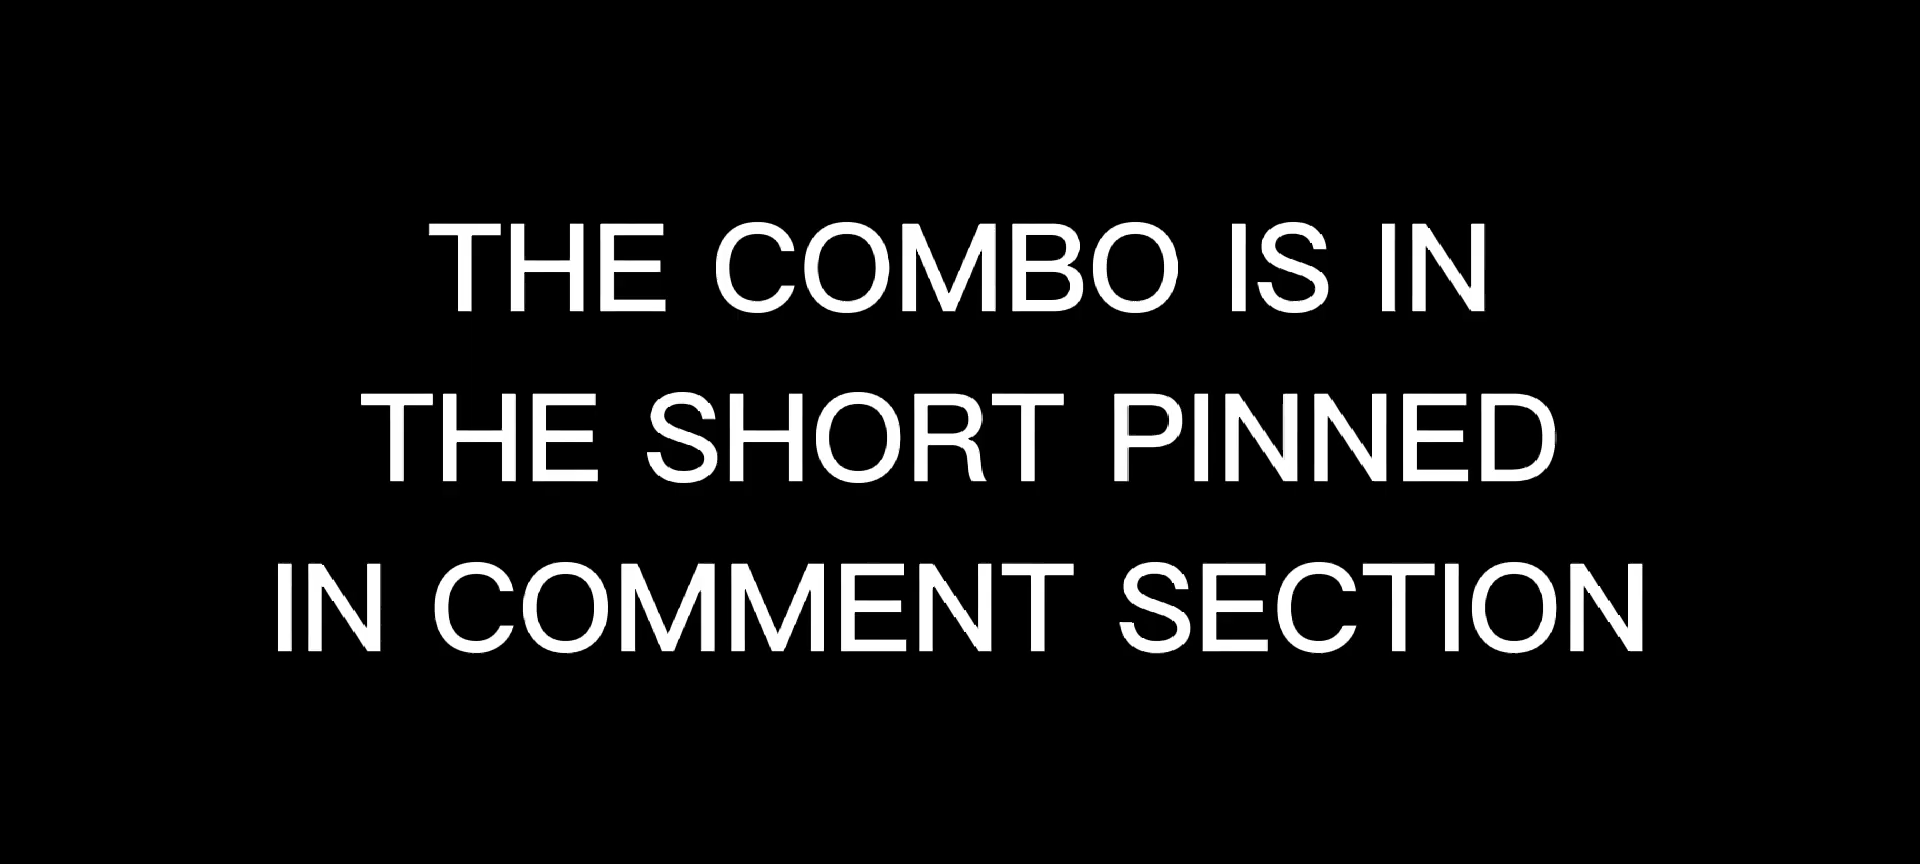 THE COMBO IS IN
THE SHORT PINNED
IN COMMENT SECTION